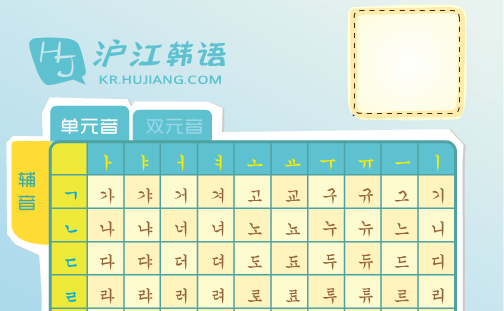 HJ 沪江韩语
KR.HUJIANG.COM
单元音 双元音
辅音
ㅏ ㅑ ㅓ ㅕ ㅗ ㅛ ㅜ ㅠ ㅡ ㅣ
ㄱ 가 갸 거 겨 고 교 구 규 그 기
ㄴ 나 냐 너 녀 노 뇨 누 뉴 느 니
ㄷ 다 댜 더 뎌 도 됴 두 듀 드 디
ㄹ 라 랴 러 려 로 료 루 류 르 리